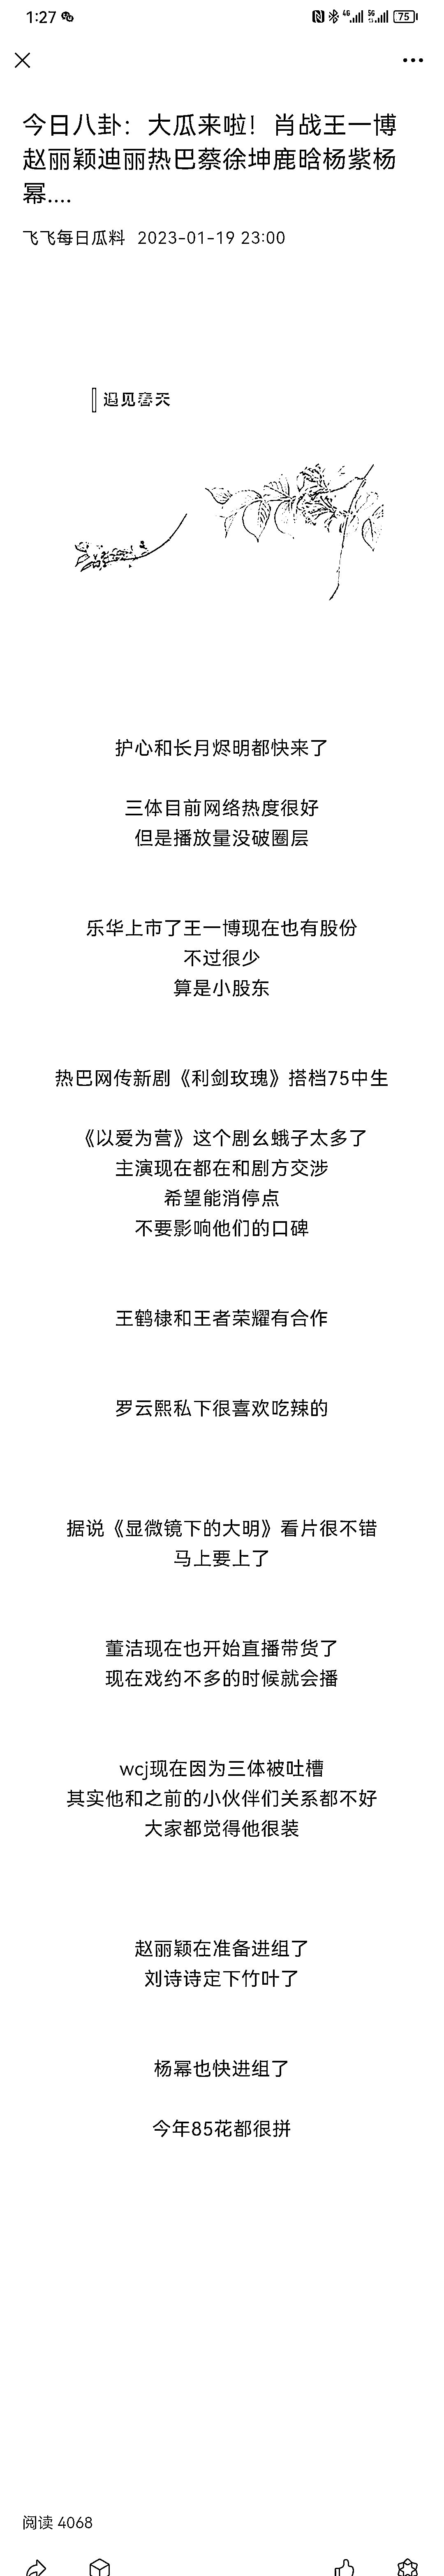 1:27
4G
5G
75
今日八卦：大瓜来啦！肖战王一博
赵丽颖迪丽热巴蔡徐坤鹿晗杨紫杨
幂....
飞飞每日瓜料 2023-01-19 23:00
遇见春天
护心和长月烬明都快来了
三体目前网络热度很好
但是播放量没破圈层
乐华上市了王一博现在也有股份
不过很少
算是小股东
热巴网传新剧《利剑玫瑰》搭档75中生
《以爱为营》这个剧幺蛾子太多了
主演现在都在和剧方交涉
希望能消停点
不要影响他们的口碑
王鹤棣和王者荣耀有合作
罗云熙私下很喜欢吃辣的
据说《显微镜下的大明》看片很不错
马上要上了
董洁现在也开始直播带货了
现在戏约不多的时候就会播
wcj现在因为三体被吐槽
其实他和之前的小伙伴们关系都不好
大家都觉得他很装
赵丽颖在准备进组了
刘诗诗定下竹叶了
杨幂也快进组了
今年85花都很拼
阅读 4068